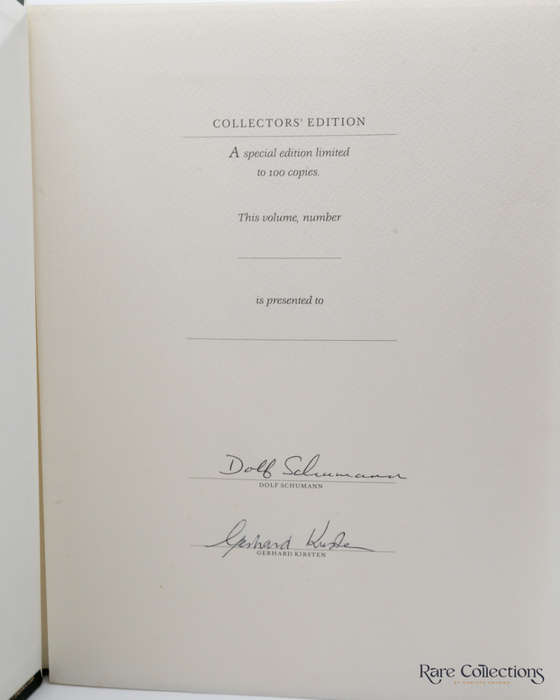 COLLECTORS' EDITION
A special edition limited
to 100 copies.
This volume, number
is presented to
Dolf Schumann
DOLF SCHUMANN
Gerhard Kirsten
GERHARD KIRSTEN
Rare Collections